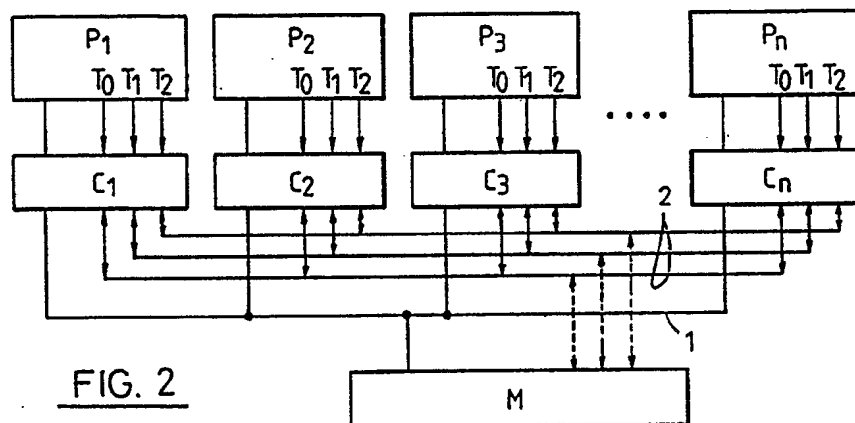 P1 P2 P3 Pn
T0 T1 T2 T0 T1 T2 T0 T1 T2 T0 T1 T2
....
C1 C2 C3 Cn
2
1
FIG. 2
M